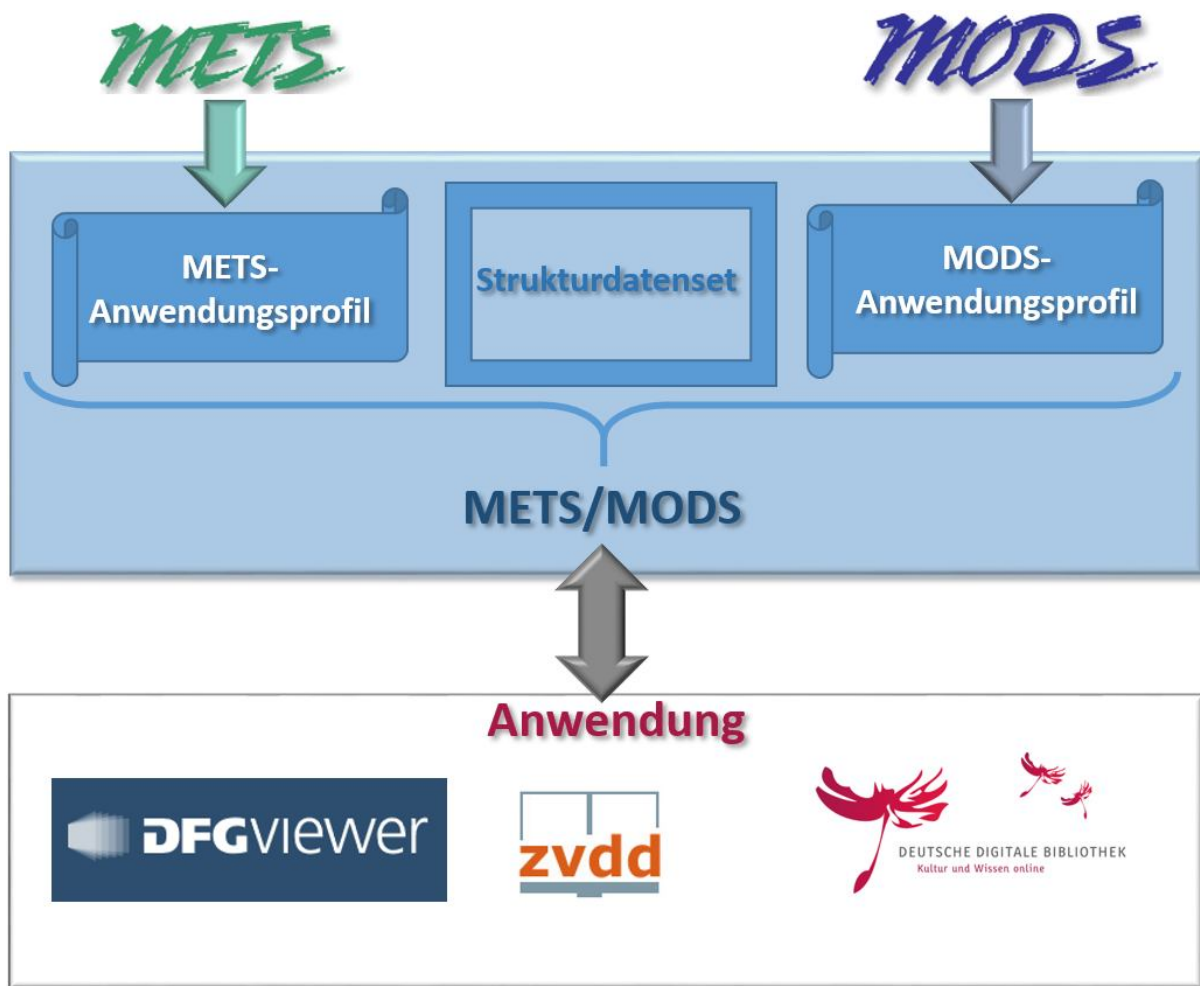 METS
MODS
METS-
Anwendungsprofil
Strukturdatenset
MODS-
Anwendungsprofil
METS/MODS
Anwendung
DFGVIEWER
zvdd
DEUTSCHE DIGITALE BIBLIOTHEK
Kultur und Wissen online